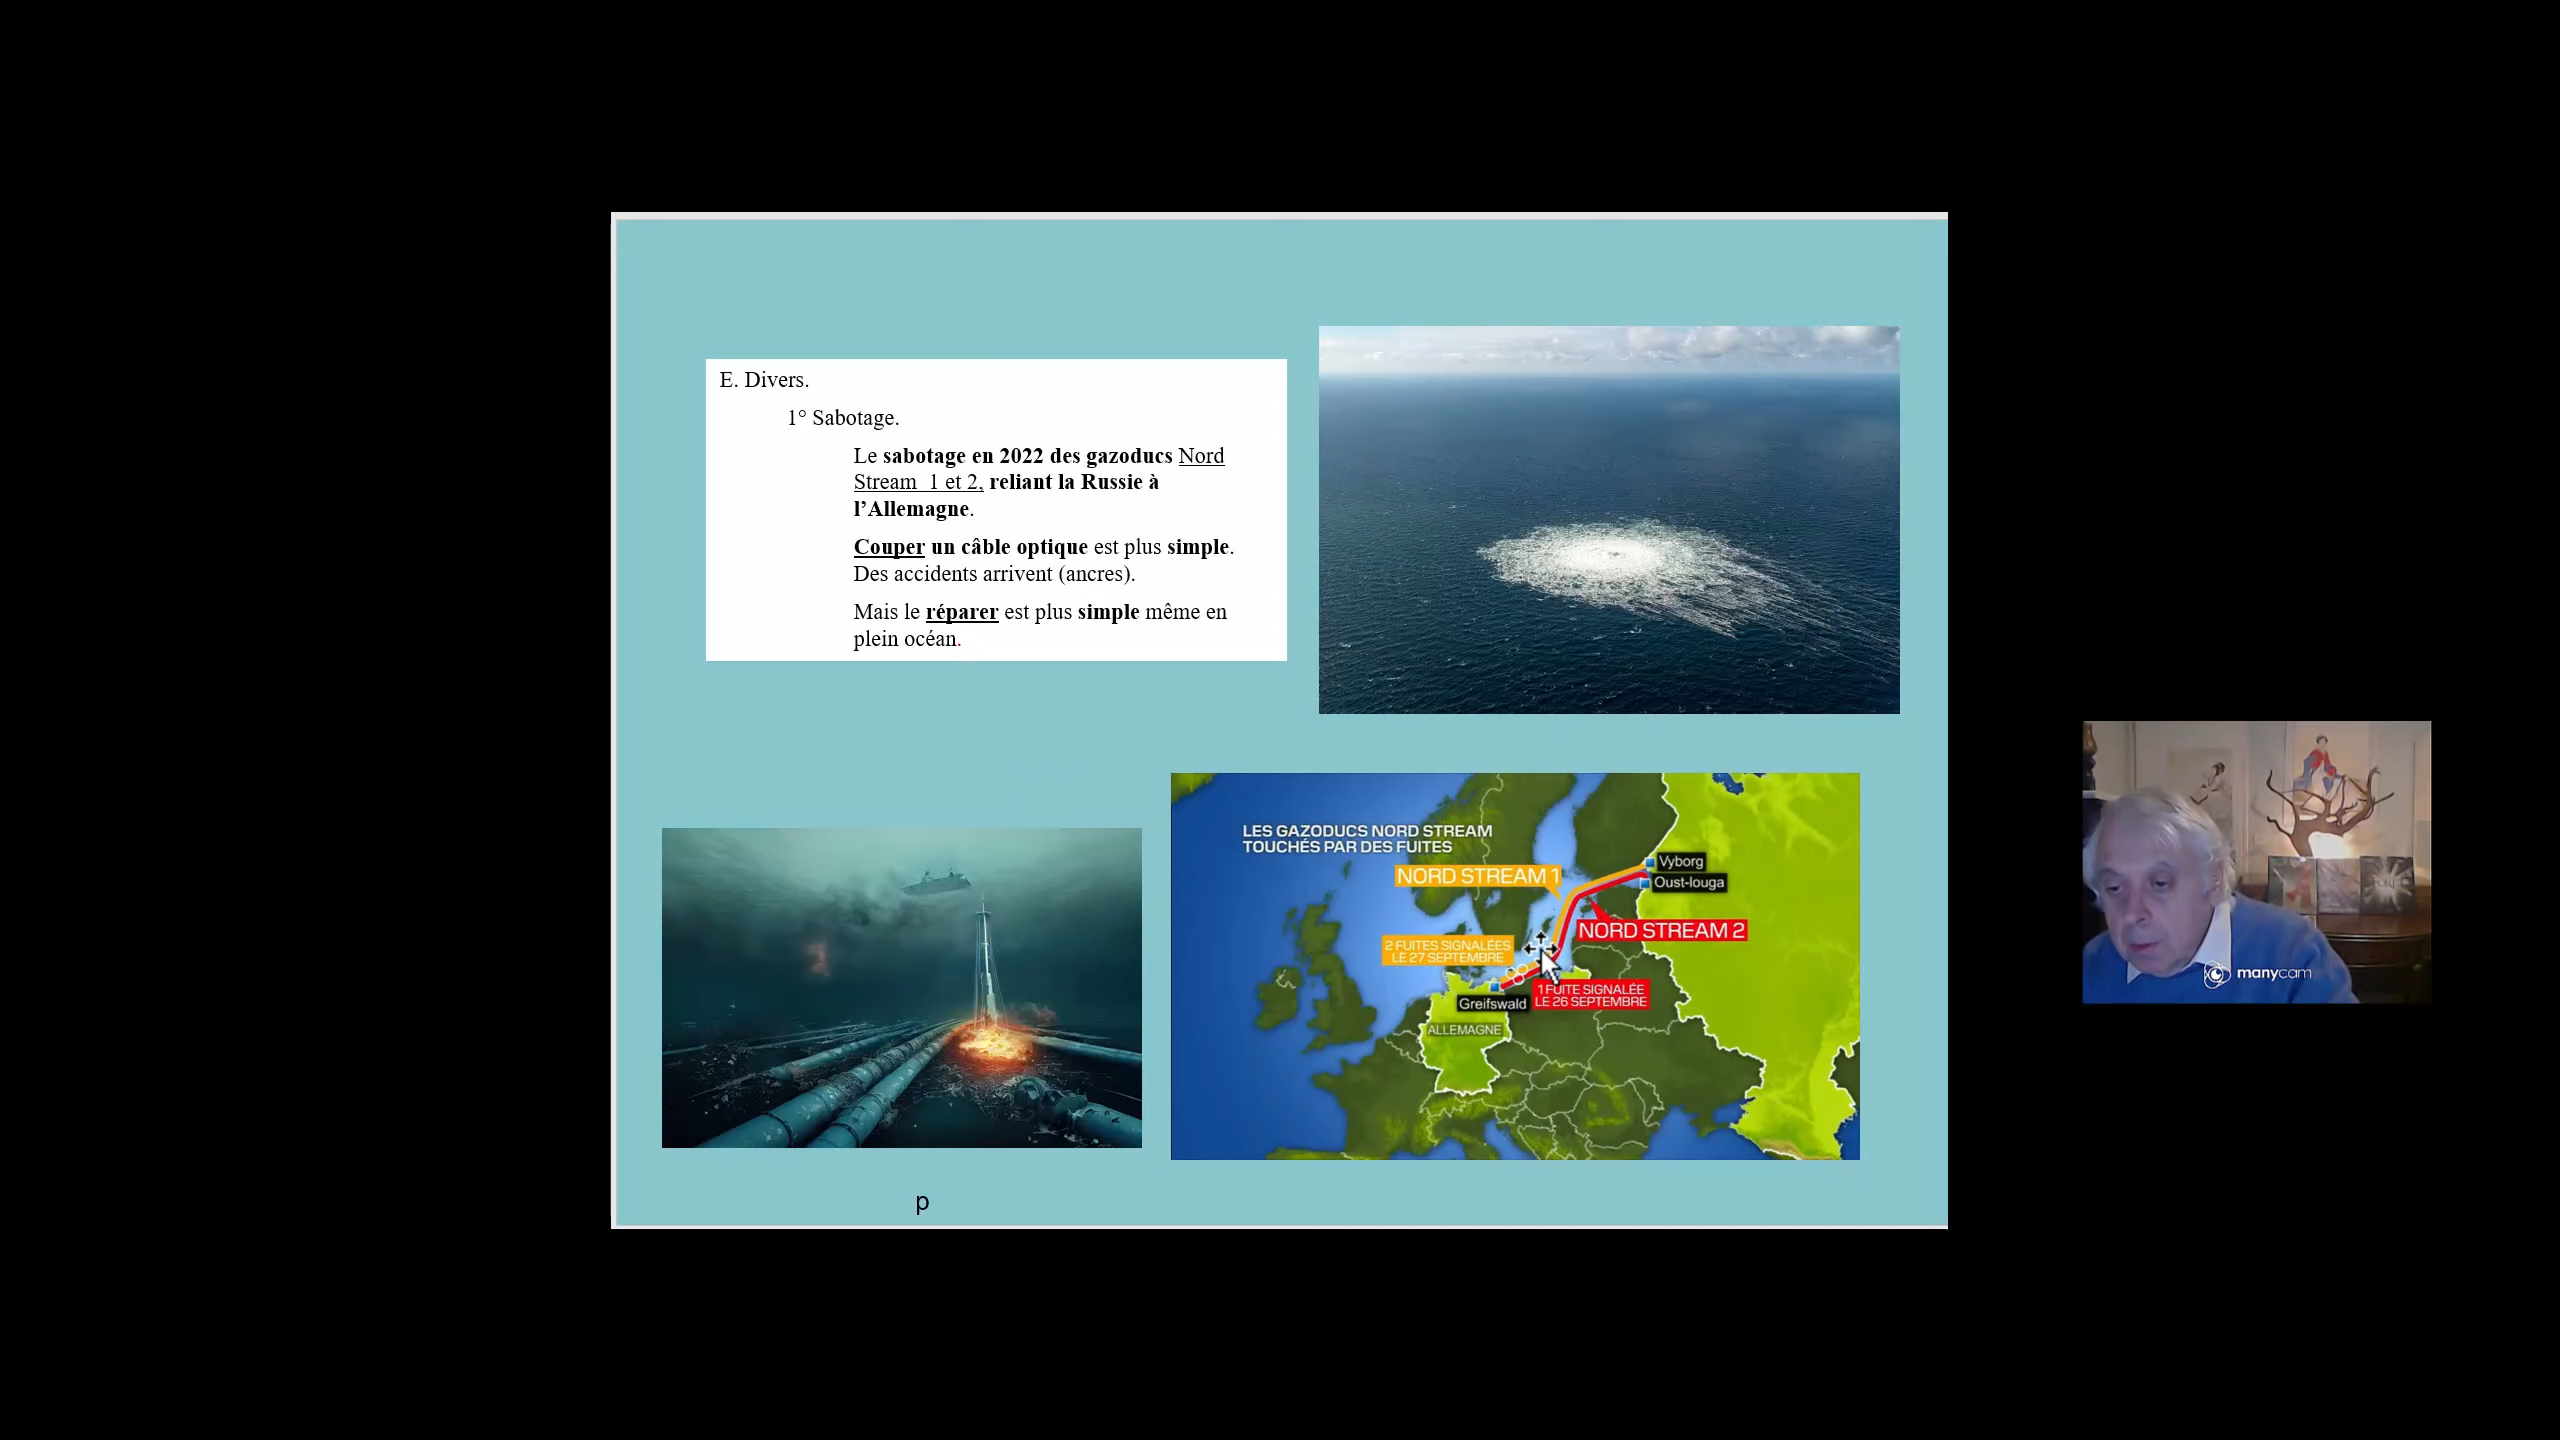 E. Divers.
1° Sabotage.
Le sabotage en 2022 des gazoducs Nord
Stream  1 et 2, reliant la Russie à
l’Allemagne.
Couper un câble optique est plus simple.
Des accidents arrivent (ancres).
Mais le réparer est plus simple même en
plein océan.
LES GAZODUCS NORD STREAM
TOUCHÉS PAR DES FUITES
NORD STREAM 1
Vyborg
Oust-louga
NORD STREAM 2
2 FUITES SIGNALÉES
LE 27 SEPTEMBRE
1 FUITE SIGNALÉE
LE 26 SEPTEMBRE
Greifswald
ALLEMAGNE
manycam
p